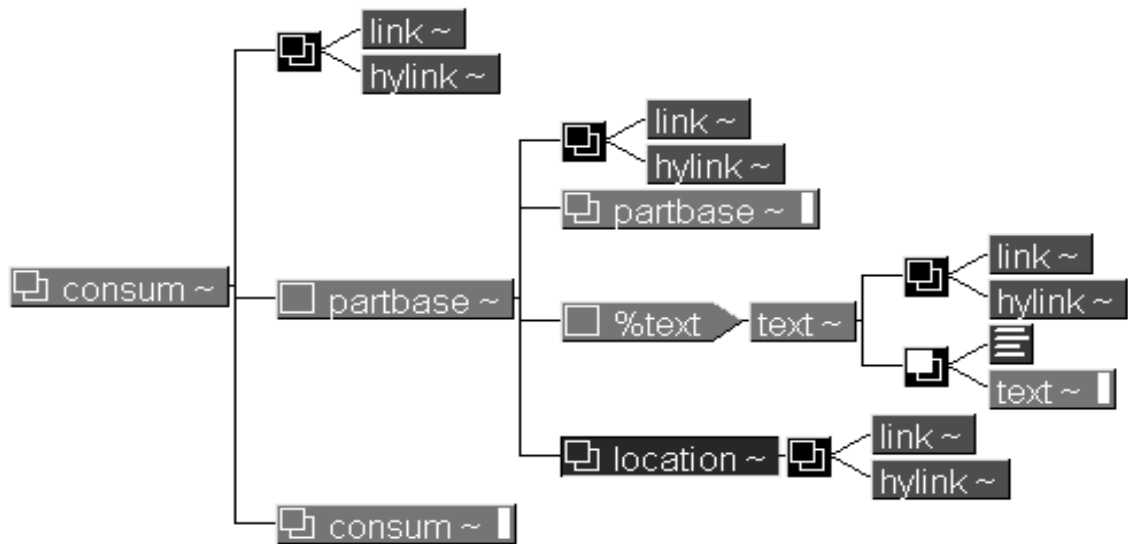 link ~
hylink ~
link ~
hylink ~
partbase ~
link ~
consum ~
partbase ~
%text
text ~
hylink ~
text ~
link ~
location ~
hylink ~
consum ~